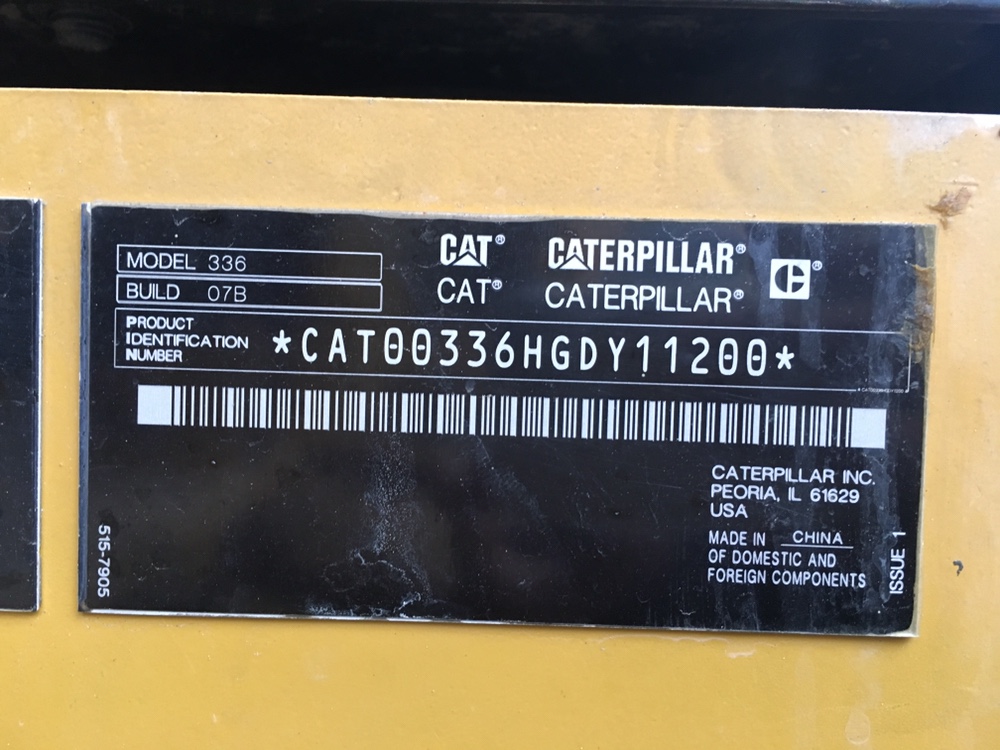 MODEL 336
BUILD 07B
CAT® CATERPILLAR® C®
CAT® CATERPILLAR®
PRODUCT
IDENTIFICATION
NUMBER
*CAT00336HGDY11200*
CATERPILLAR INC.
PEORIA, IL 61629
USA
MADE IN CHINA
OF DOMESTIC AND
FOREIGN COMPONENTS
515-7905
ISSUE 1